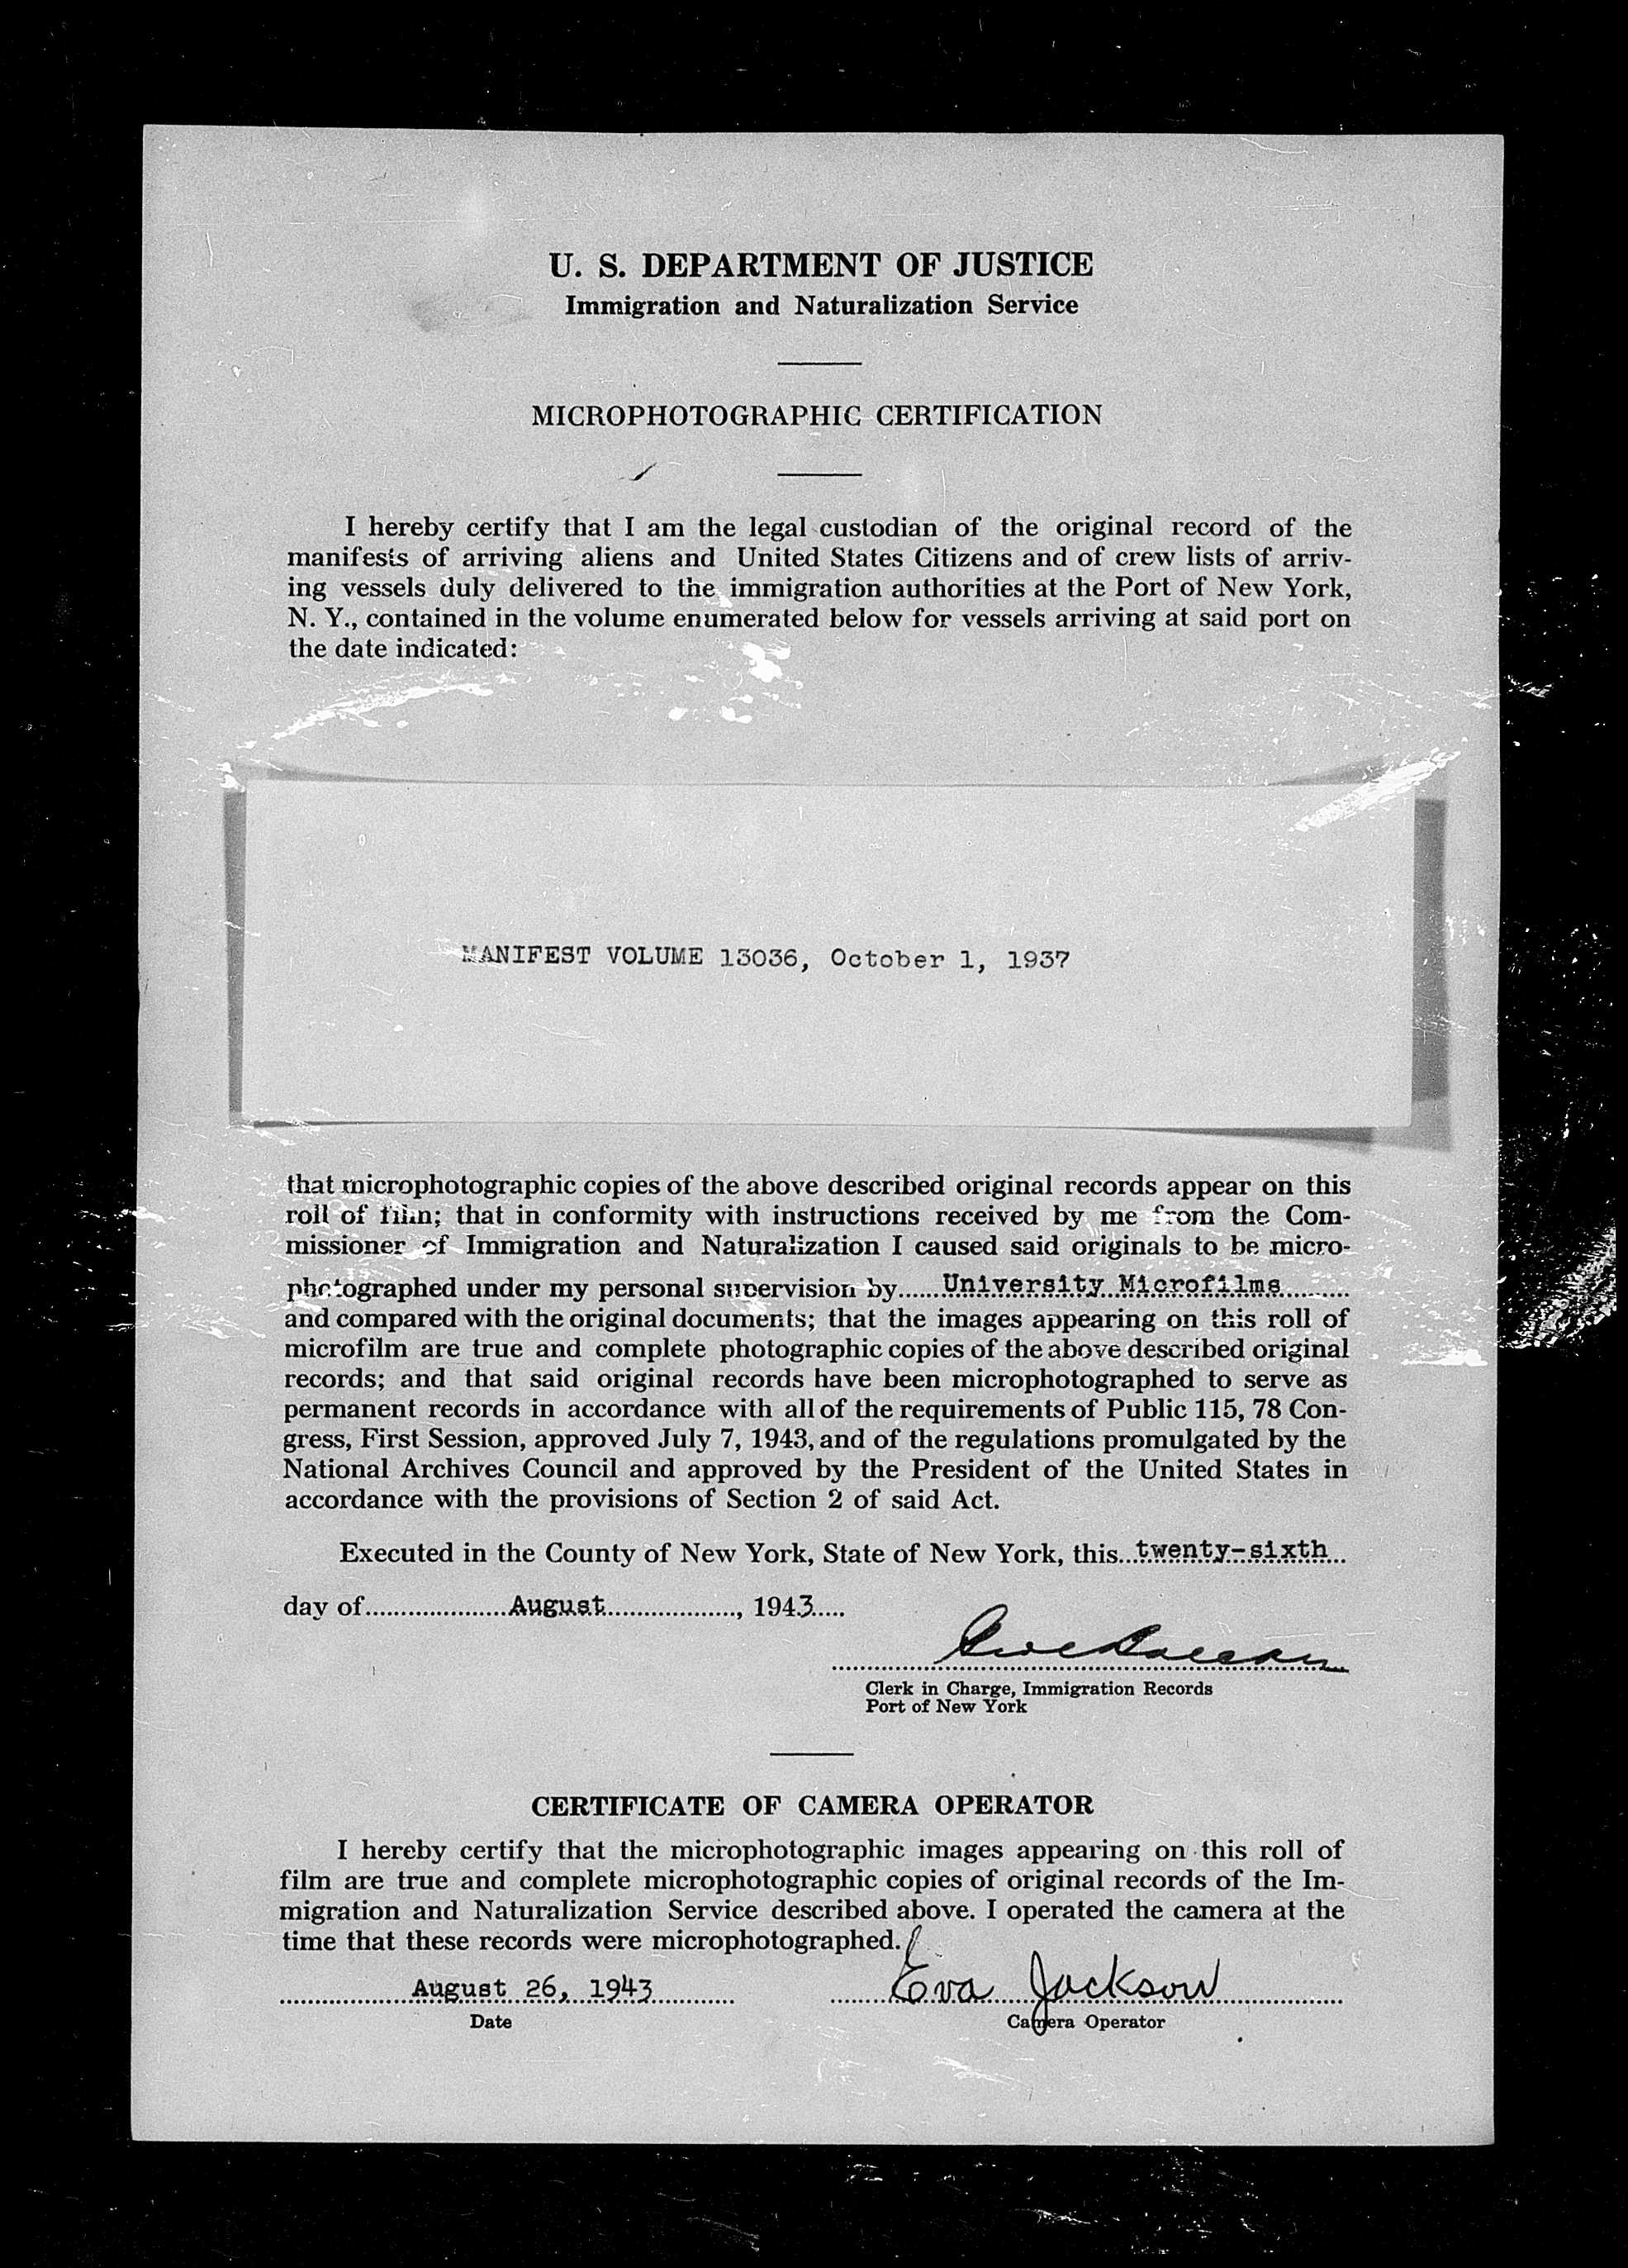 U. S. DEPARTMENT OF JUSTICE
Immigration and Naturalization Service
MICROPHOTOGRAPHIC CERTIFICATION
I hereby certify that I am the legal custodian of the original record of the
manifests of arriving aliens and United States Citizens and of crew lists of arriv-
ing vessels duly delivered to the immigration authorities at the Port of New York,
N. Y., contained in the volume enumerated below for vessels arriving at said port on
the date indicated:
MANIFEST VOLUME 13036, October 1, 1937
that microphotographic copies of the above described original records appear on this
roll of film; that in conformity with instructions received by me from the Com-
missioner of Immigration and Naturalization I caused said originals to be micro-
photographed under my personal supervision by......University Microfilms..........
and compared with the original documents; that the images appearing on this roll of
microfilm are true and complete photographic copies of the above described original
records; and that said original records have been microphotographed to serve as
permanent records in accordance with all of the requirements of Public 115, 78 Con-
gress, First Session, approved July 7, 1943, and of the regulations promulgated by the
National Archives Council and approved by the President of the United States in
accordance with the provisions of Section 2 of said Act.
Executed in the County of New York, State of New York, this...twenty-sixth...
day of.....................August..................., 1943.....
Clerk in Charge, Immigration Records
Port of New York
CERTIFICATE OF CAMERA OPERATOR
I hereby certify that the microphotographic images appearing on this roll of
film are true and complete microphotographic copies of original records of the Im-
migration and Naturalization Service described above. I operated the camera at the
time that these records were microphotographed.
August 26, 1943 Eva Jackson
Date Camera Operator